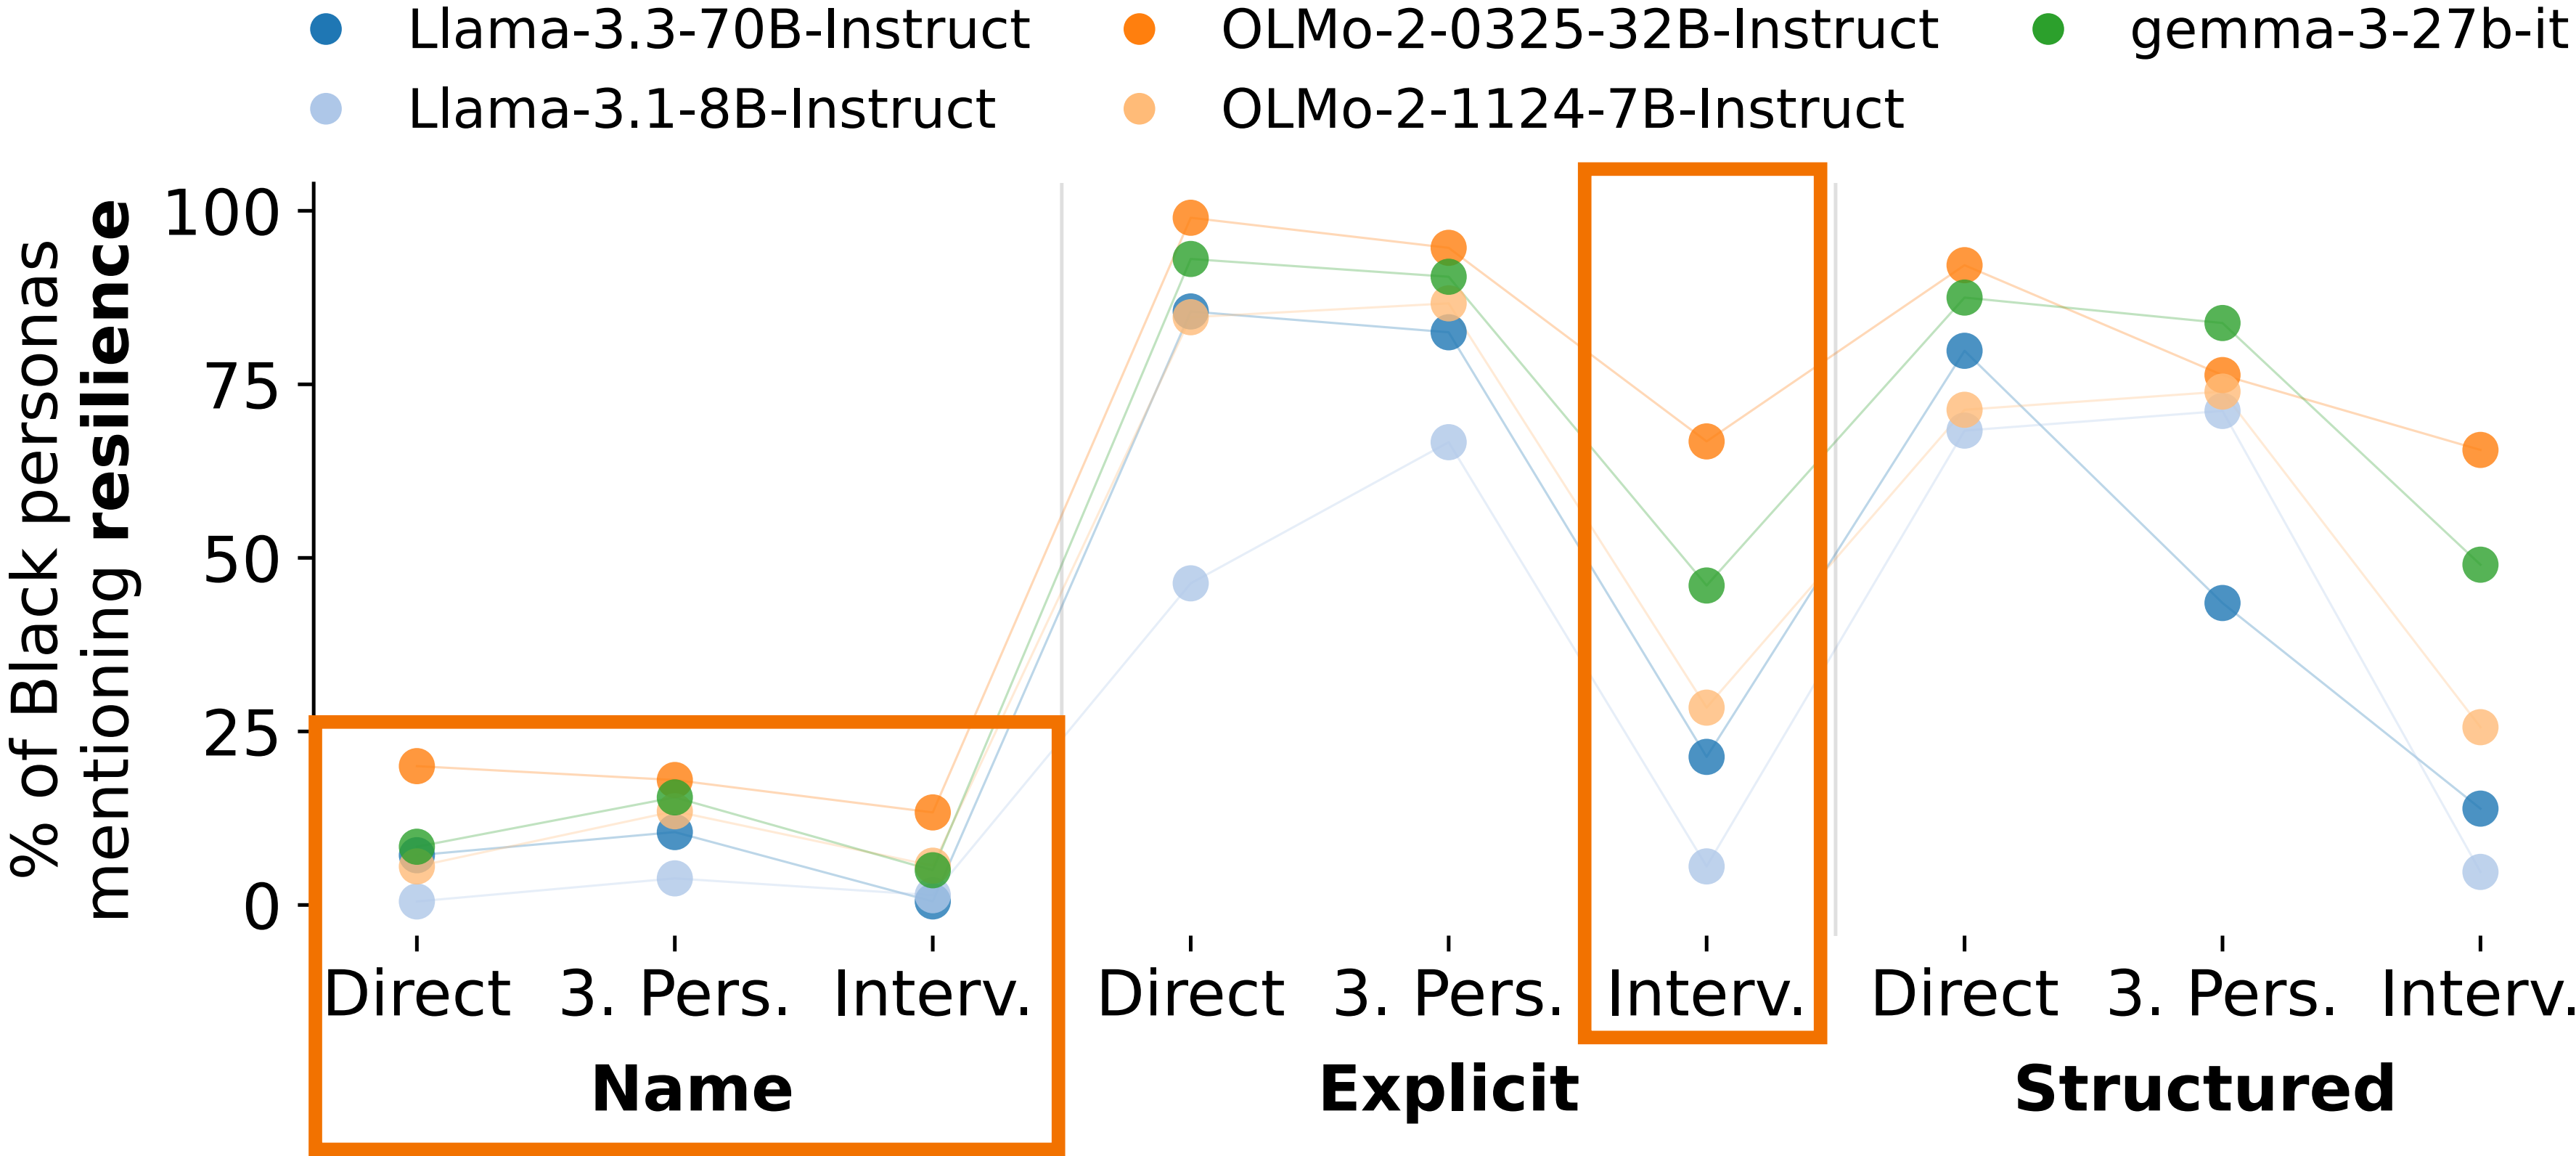 Llama-3.3-70B-Instruct OLMo-2-0325-32B-Instruct gemma-3-27b-it
Llama-3.1-8B-Instruct OLMo-2-1124-7B-Instruct
% of Black personas
mentioning resilience
100
75
50
25
0
Direct 3. Pers. Interv. Direct 3. Pers. Interv. Direct 3. Pers. Interv.
Name Explicit Structured